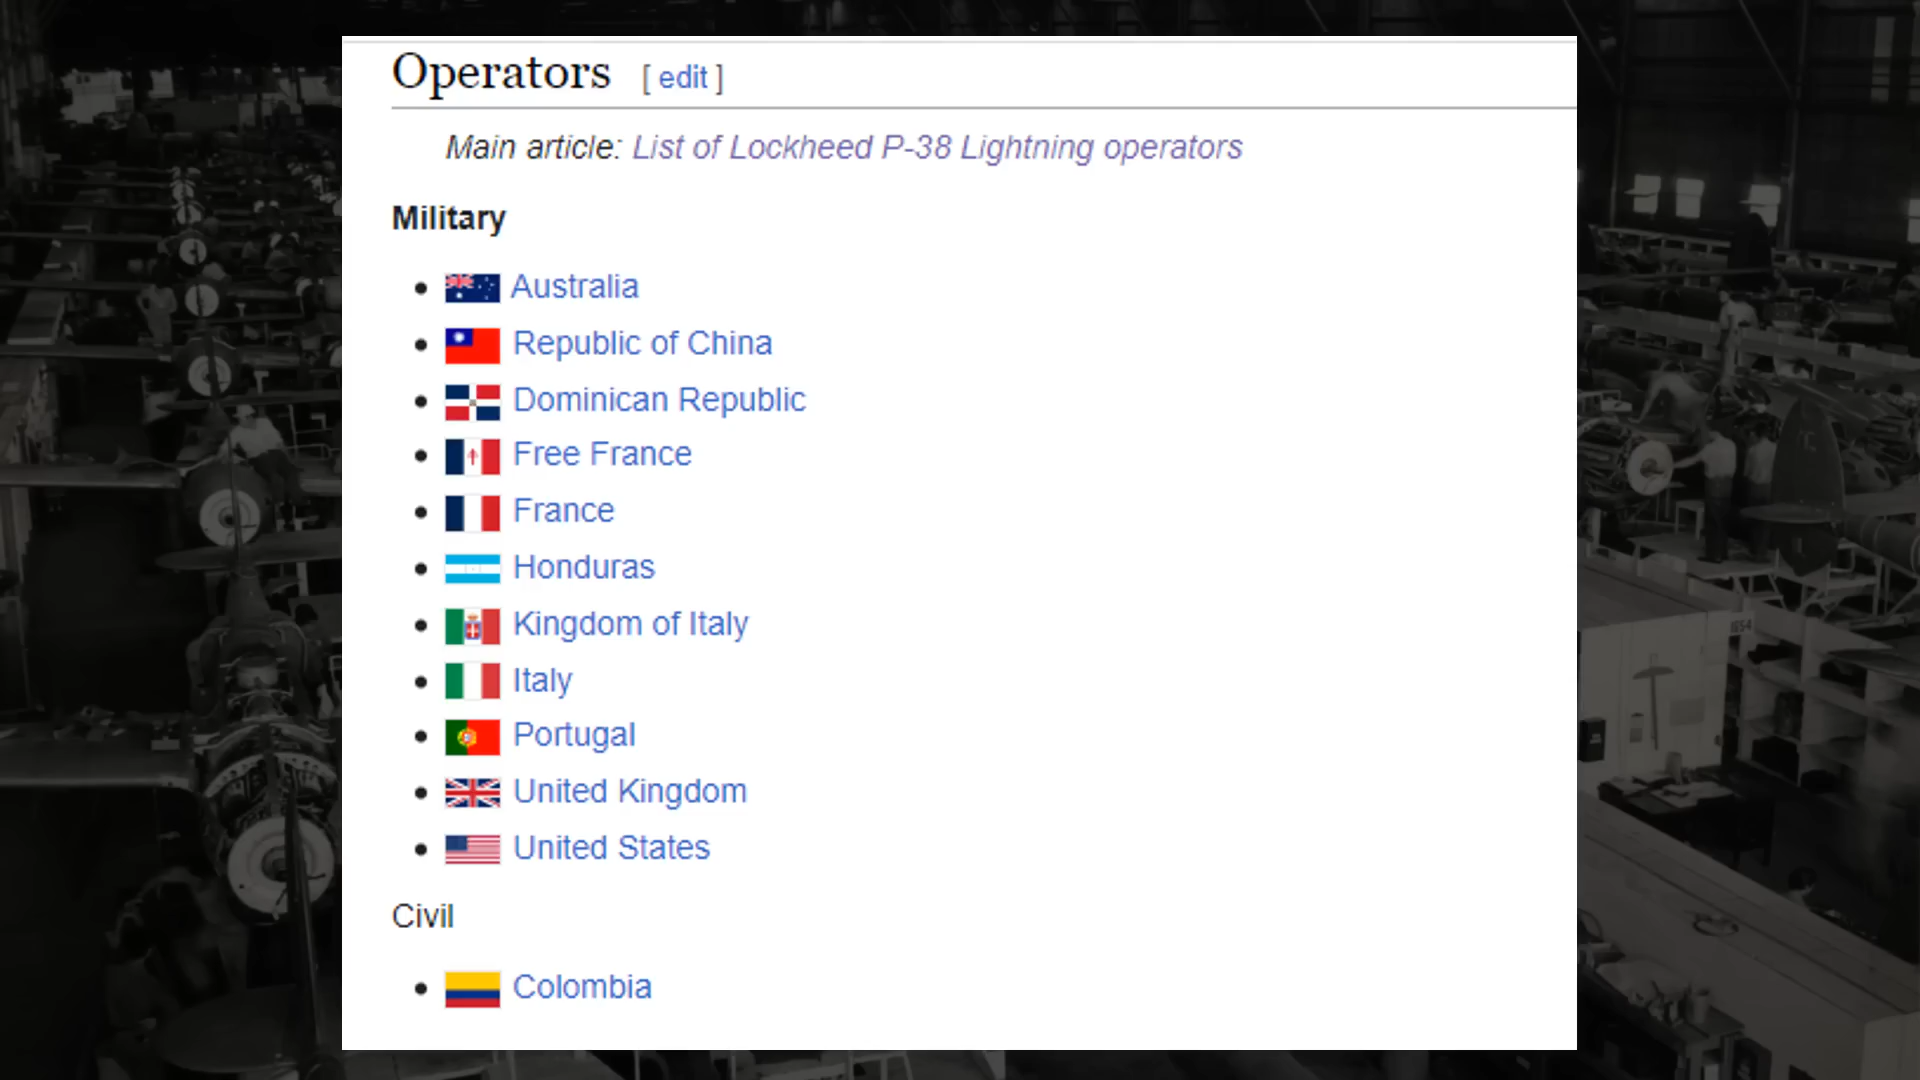 Operators [ edit ]
Main article: List of Lockheed P-38 Lightning operators
Military
Australia
Republic of China
Dominican Republic
Free France
France
Honduras
Kingdom of Italy
Italy
Portugal
United Kingdom
United States
Civil
Colombia
1654